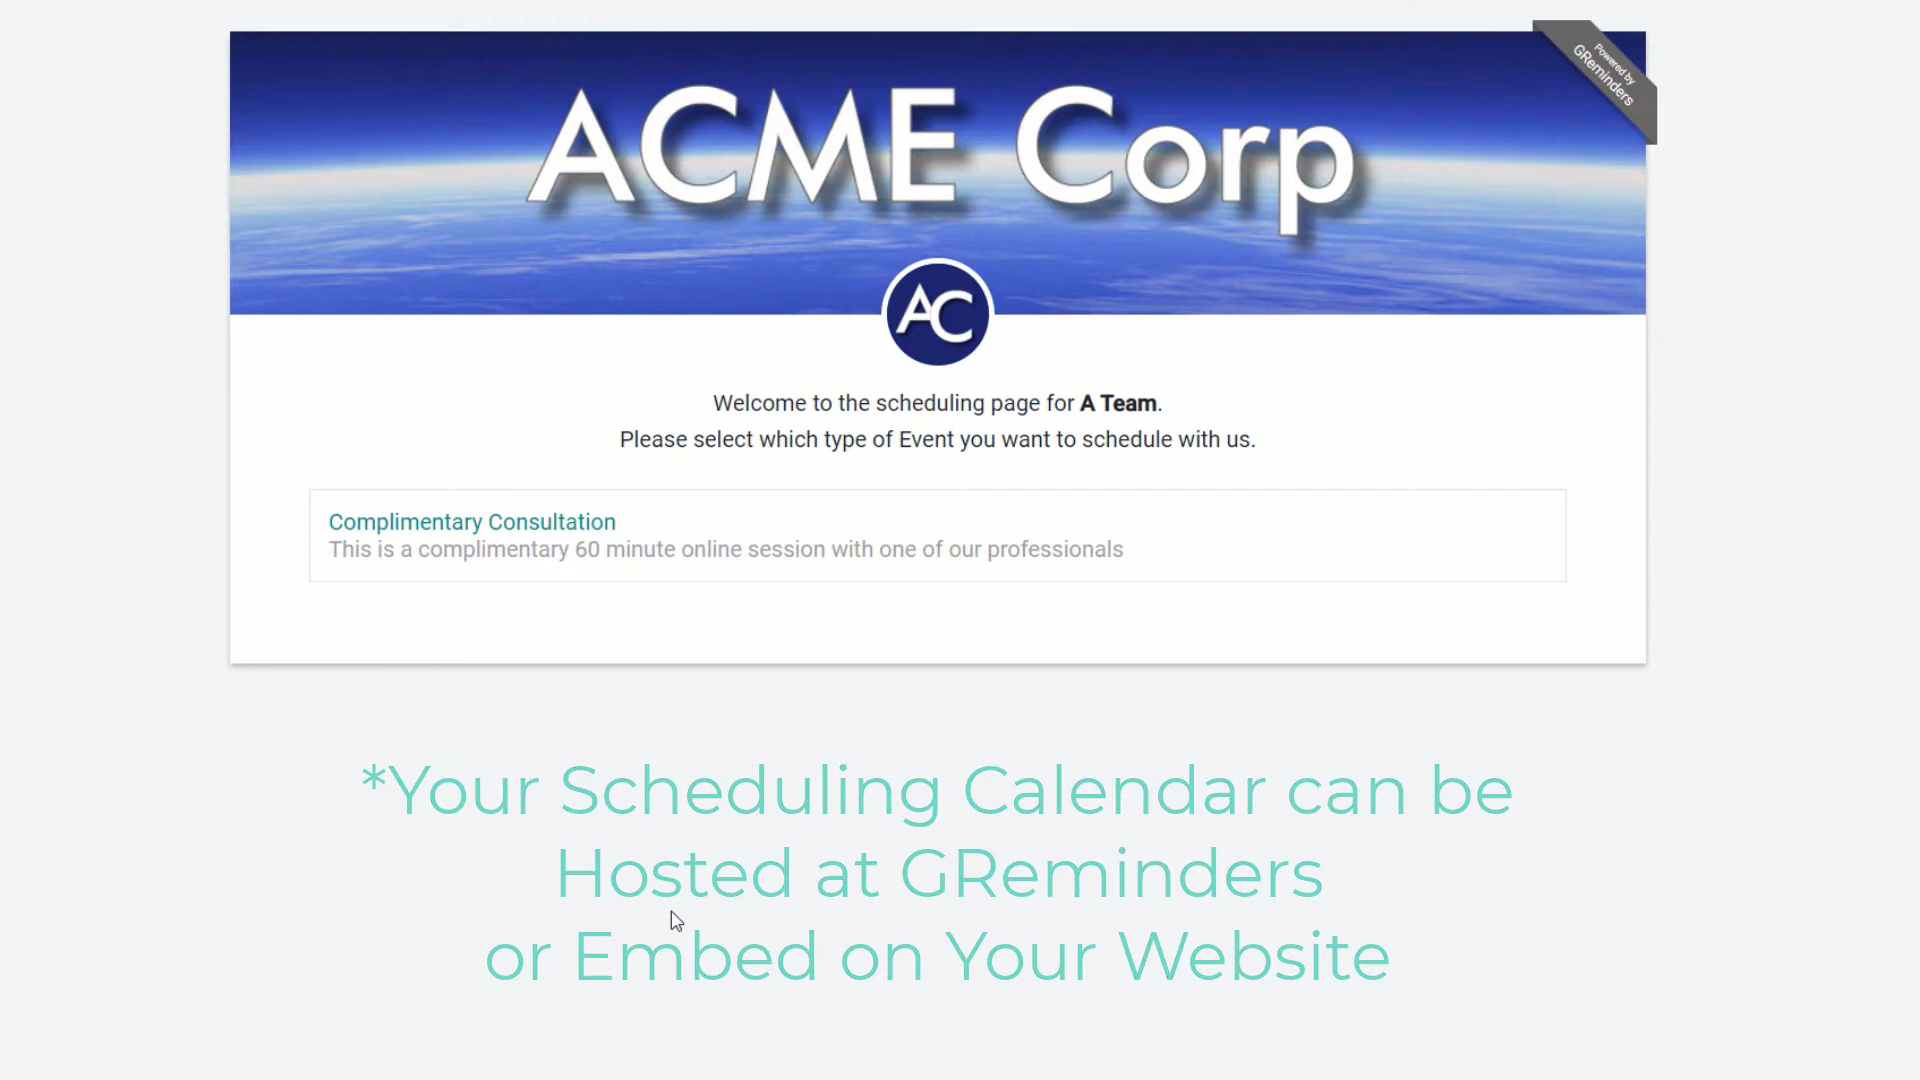 ACME Corp
Powered by
GReminders
AC
Welcome to the scheduling page for A Team.
Please select which type of Event you want to schedule with us.
Complimentary Consultation
This is a complimentary 60 minute online session with one of our professionals
*Your Scheduling Calendar can be
Hosted at GReminders
or Embed on Your Website